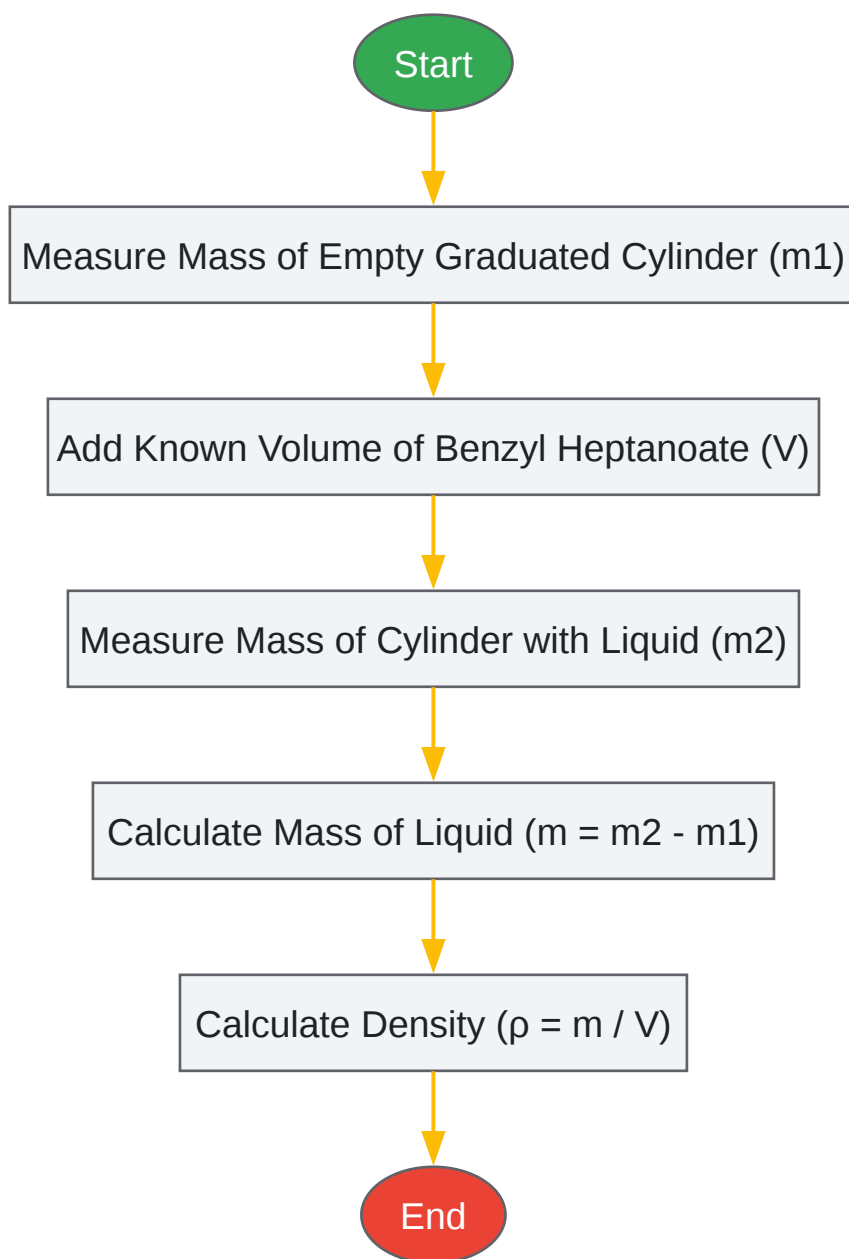 Start
Measure Mass of Empty Graduated Cylinder (m1)
Add Known Volume of Benzyl Heptanoate (V)
Measure Mass of Cylinder with Liquid (m2)
Calculate Mass of Liquid (m = m2 - m1)
Calculate Density (ρ = m / V)
End